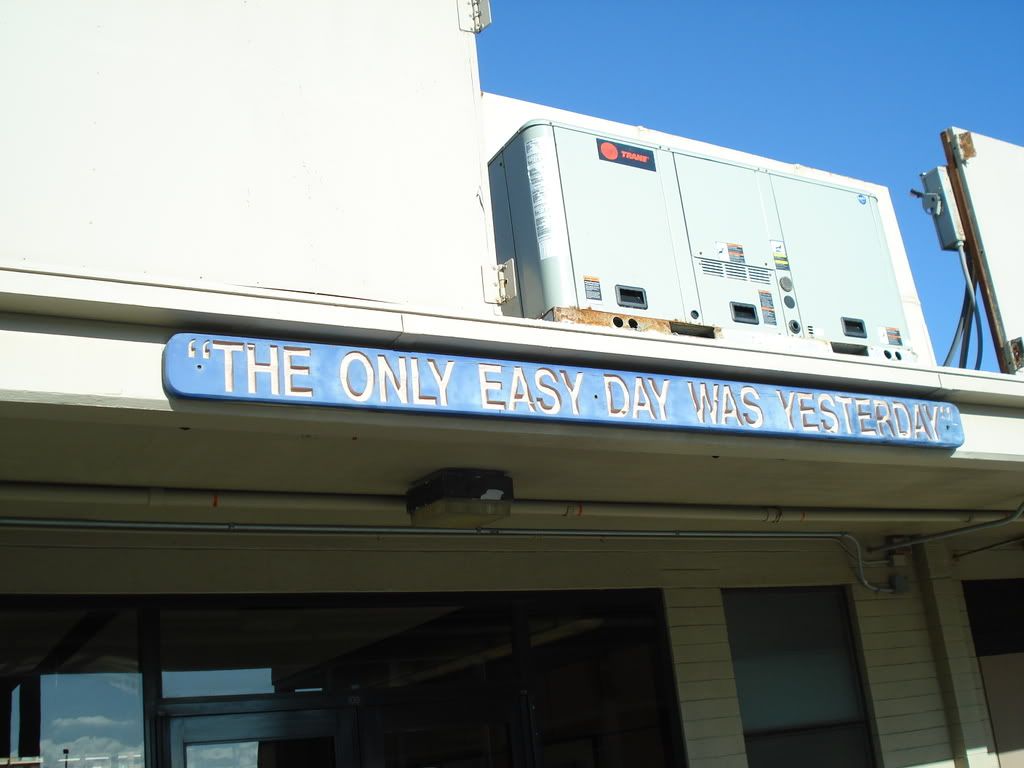 TRANE
"THE ONLY EASY DAY WAS YESTERDAY"